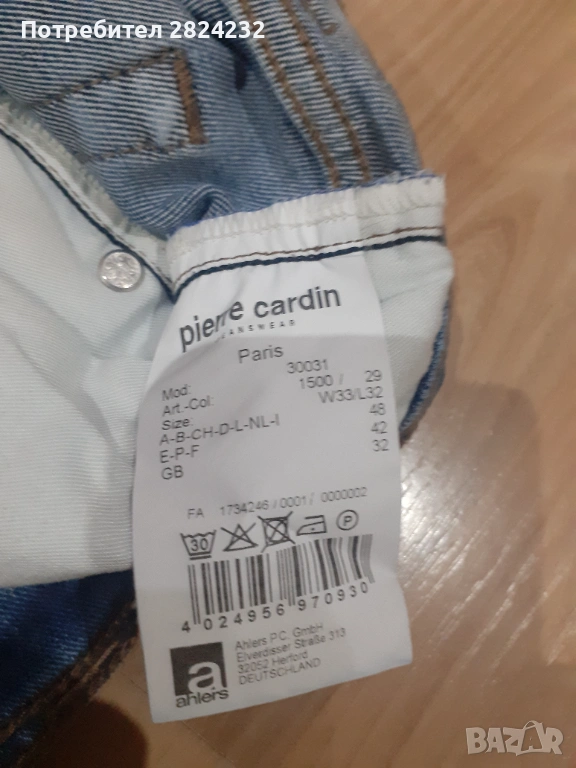 Потребител 2824232
pierre cardin
JEANSWEAR
Paris
Mod: 30031
Art.-Col: 1500 / 29
Size: W33/L32
A-B-CH-D-L-NL-I 48
E-P-F 42
GB 32
FA 1734246 / 0001 / 0000002
30 P
4 024956 970930
a
ahlers
Ahlers P.C. GmbH
Elverdisser Straße 313
32052 Herford
DEUTSCHLAND
BAZAR